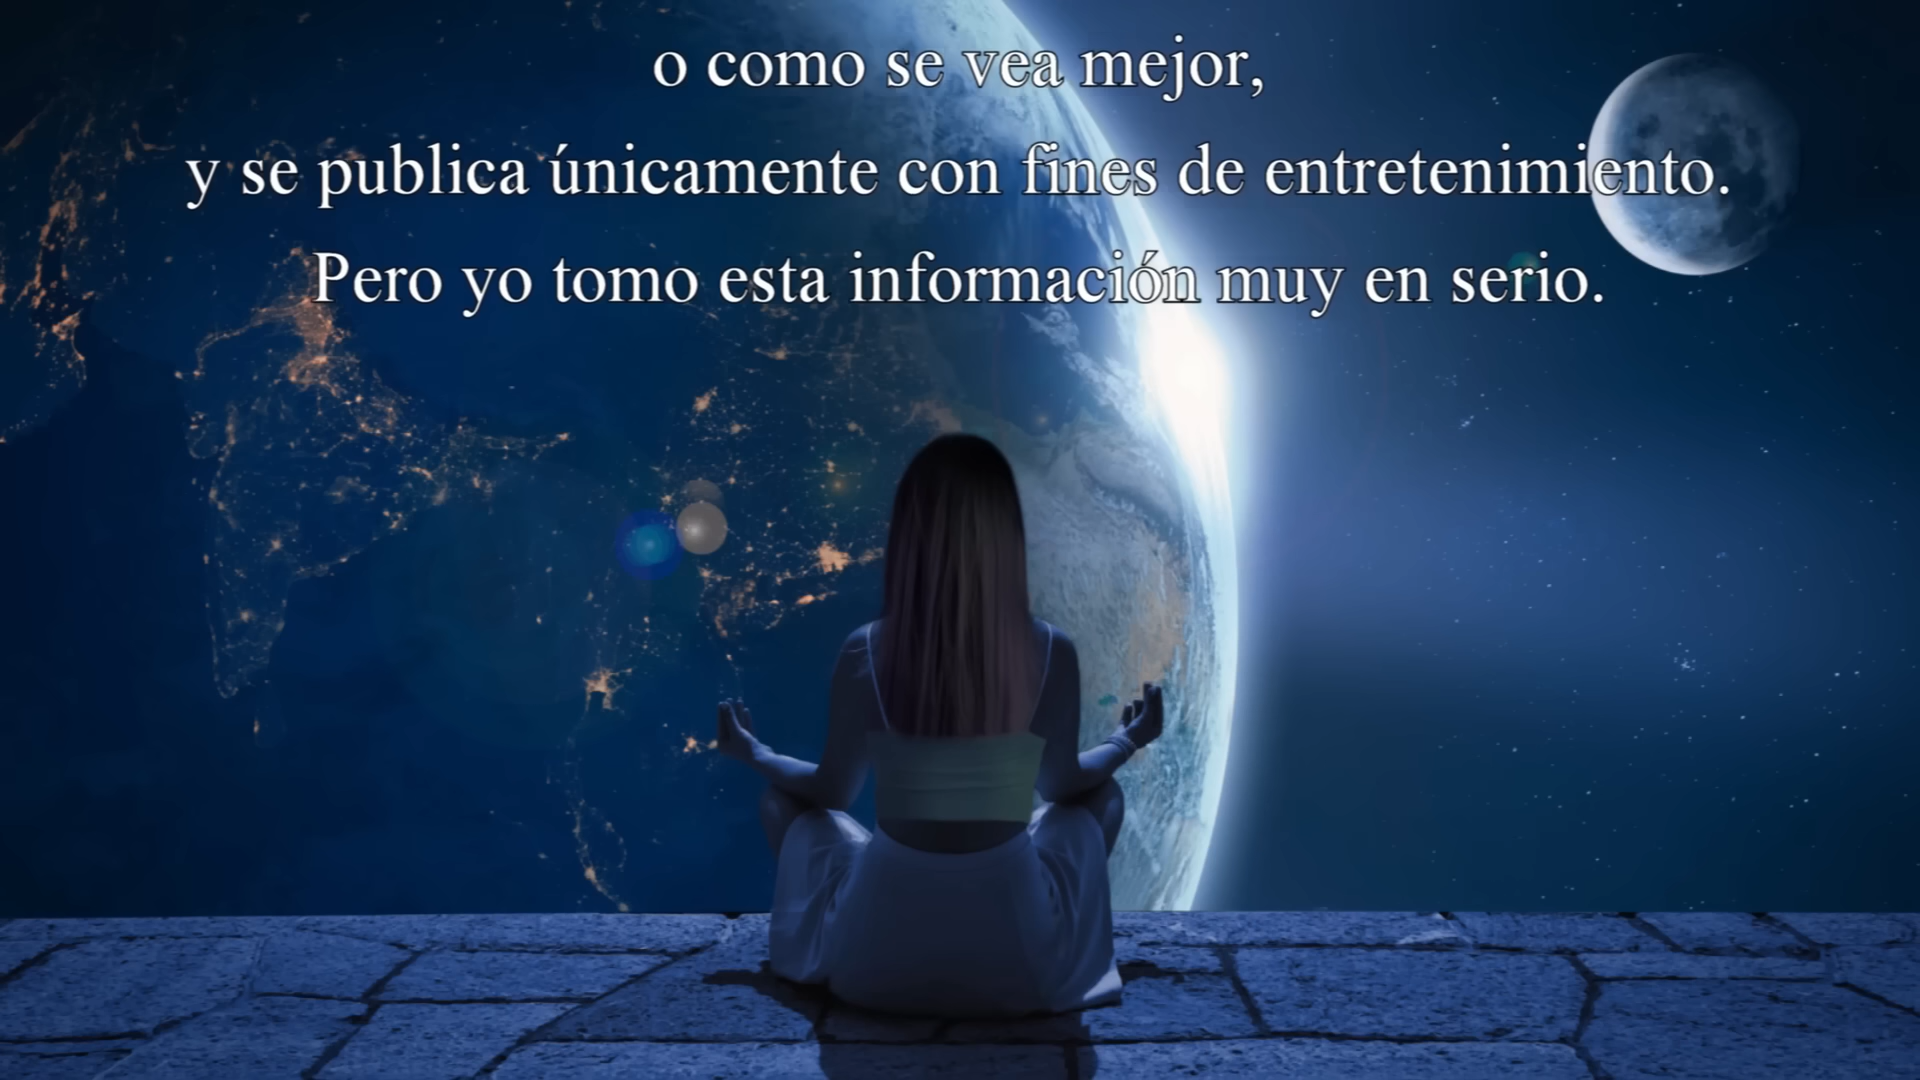 o como se vea mejor,
y se publica únicamente con fines de entretenimiento.
Pero yo tomo esta información muy en serio.